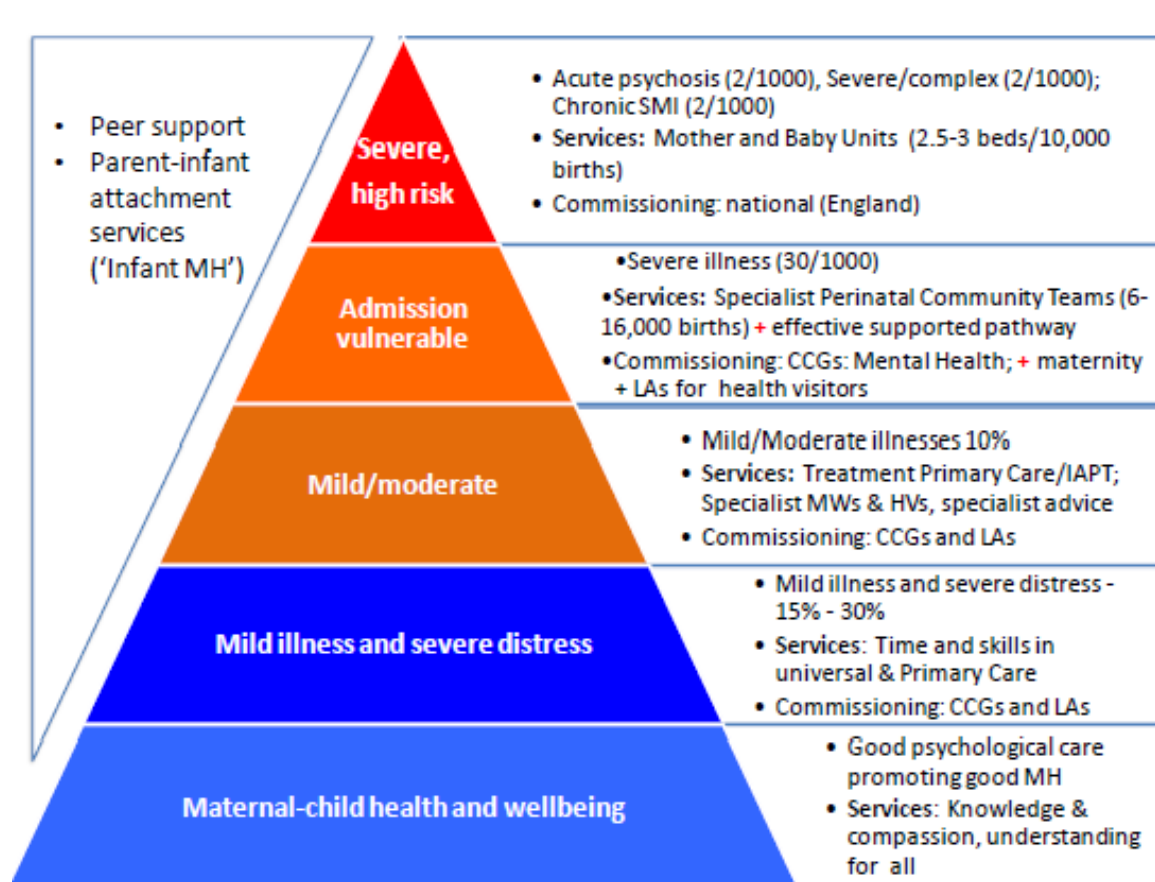 • Peer support
• Parent-infant
attachment
services
(‘Infant MH’)
Severe,
high risk
• Acute psychosis (2/1000), Severe/complex (2/1000);
Chronic SMI (2/1000)
• Services: Mother and Baby Units (2.5-3 beds/10,000
births)
• Commissioning: national (England)
Admission
vulnerable
•Severe illness (30/1000)
•Services: Specialist Perinatal Community Teams (6-
16,000 births) + effective supported pathway
•Commissioning: CCGs: Mental Health; + maternity
+ LAs for health visitors
Mild/moderate
• Mild/Moderate illnesses 10%
• Services: Treatment Primary Care/IAPT;
Specialist MWs & HVs, specialist advice
• Commissioning: CCGs and LAs
Mild illness and severe distress
• Mild illness and severe distress -
15% - 30%
• Services: Time and skills in
universal & Primary Care
• Commissioning: CCGs and LAs
Maternal-child health and wellbeing
• Good psychological care
promoting good MH
• Services: Knowledge &
compassion, understanding
for all